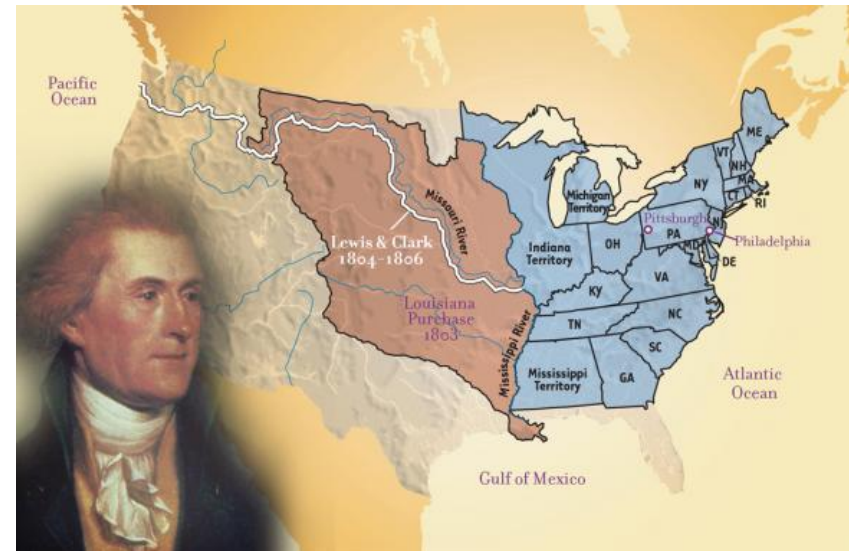 Pacific
Ocean
ME
VT
NH
NY
MA
CT
RI
Michigan
Territory
Pittsburgh
NJ
PA
Philadelphia
Missouri River
Lewis & Clark
1804–1806
Indiana
Territory
OH
MD
DE
VA
Louisiana
Purchase
1803
KY
NC
TN
Mississippi River
SC
Mississippi
Territory
GA
Atlantic
Ocean
Gulf of Mexico